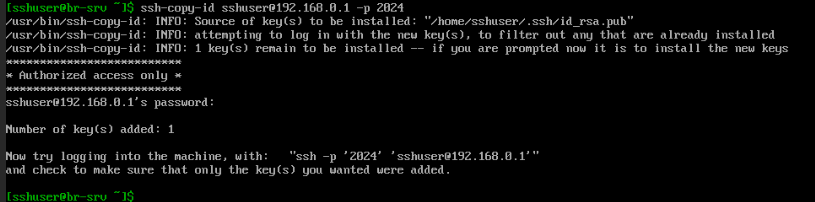 [sshuser@br-srv ~]$ ssh-copy-id sshuser@192.168.0.1 -p 2024
/usr/bin/ssh-copy-id: INFO: Source of key(s) to be installed: "/home/sshuser/.ssh/id_rsa.pub"
/usr/bin/ssh-copy-id: INFO: attempting to log in with the new key(s), to filter out any that are already installed
/usr/bin/ssh-copy-id: INFO: 1 key(s) remain to be installed -- if you are prompted now it is to install the new keys
**************************
* Authorized access only *
**************************
sshuser@192.168.0.1's password:
Number of key(s) added: 1
Now try logging into the machine, with:   "ssh -p '2024' 'sshuser@192.168.0.1'"
and check to make sure that only the key(s) you wanted were added.
[sshuser@br-srv ~]$